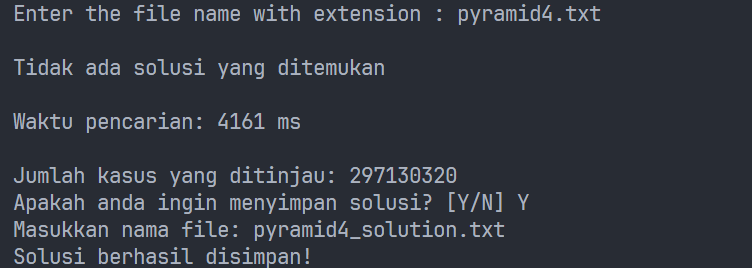 Enter the file name with extension : pyramid4.txt
Tidak ada solusi yang ditemukan
Waktu pencarian: 4161 ms
Jumlah kasus yang ditinjau: 297130320
Apakah anda ingin menyimpan solusi? [Y/N] Y
Masukkan nama file: pyramid4_solution.txt
Solusi berhasil disimpan!